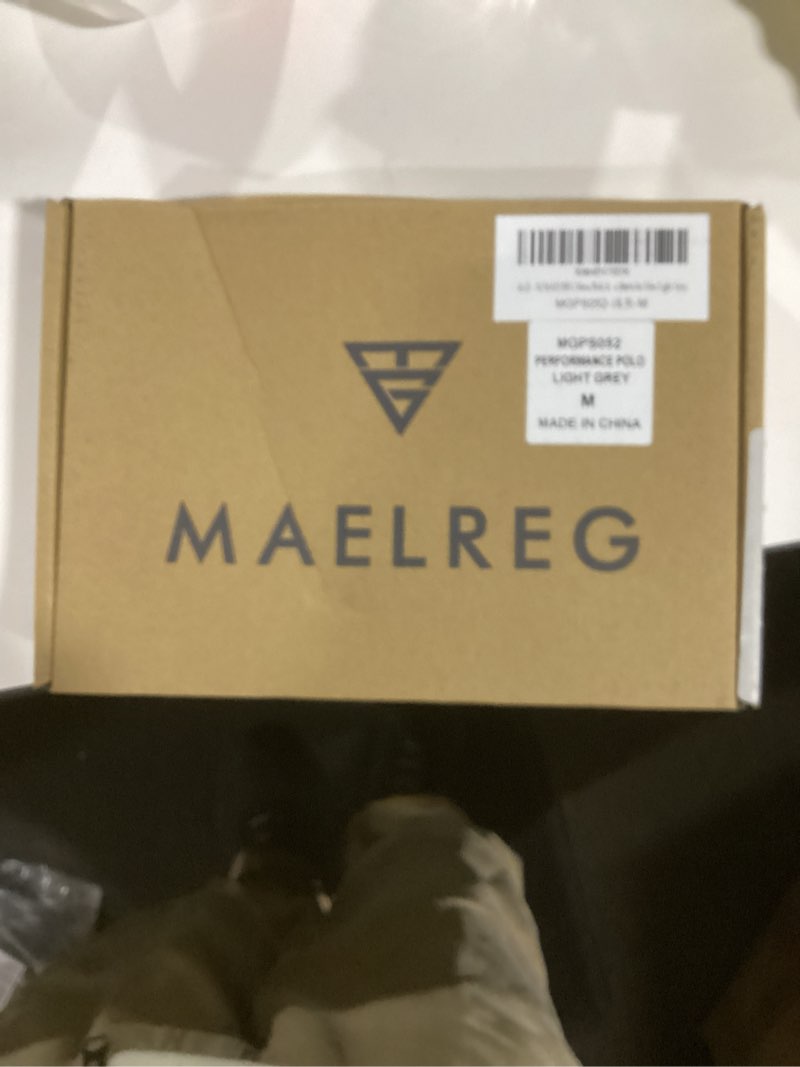 MGPS052
PERFORMANCE POLO
LIGHT GREY
M
MADE IN CHINA
MAELREG